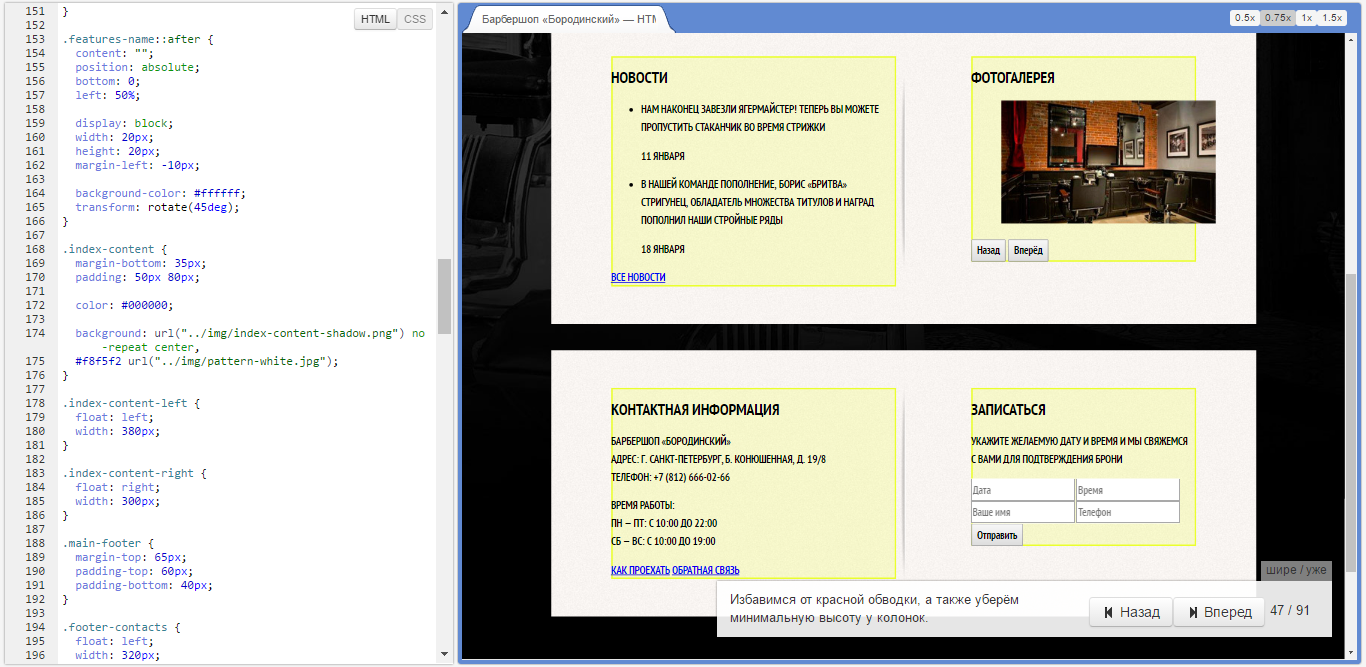 151 }
152
153 .features-name::after {
154 content: "";
155 position: absolute;
156 bottom: 0;
157 left: 50%;
158
159 display: block;
160 width: 20px;
161 height: 20px;
162 margin-left: -10px;
163
164 background-color: #ffffff;
165 transform: rotate(45deg);
166 }
167
168 .index-content {
169 margin-bottom: 35px;
170 padding: 50px 80px;
171
172 color: #000000;
173
174 background: url("../img/index-content-shadow.png") no
-repeat center,
175 #f8f5f2 url("../img/pattern-white.jpg");
176 }
177
178 .index-content-left {
179 float: left;
180 width: 380px;
181 }
182
183 .index-content-right {
184 float: right;
185 width: 300px;
186 }
187
188 .main-footer {
189 margin-top: 65px;
190 padding-top: 60px;
191 padding-bottom: 40px;
192 }
193
194 .footer-contacts {
195 float: left;
196 width: 320px;
HTML CSS
Барбершоп «Бородинский» — HTM
0.5x 0.75x 1x 1.5x
НОВОСТИ
НАМ НАКОНЕЦ ЗАВЕЗЛИ ЯГЕРМАЙСТЕР! ТЕПЕРЬ ВЫ МОЖЕТЕ
ПРОПУСТИТЬ СТАКАНЧИК ВО ВРЕМЯ СТРИЖКИ
11 ЯНВАРЯ
В НАШЕЙ КОМАНДЕ ПОПОЛНЕНИЕ, БОРИС «БРИТВА»
СТРИГУНЕЦ, ОБЛАДАТЕЛЬ МНОЖЕСТВА ТИТУЛОВ И НАГРАД
ПОПОЛНИЛ НАШИ СТРОЙНЫЕ РЯДЫ
18 ЯНВАРЯ
ВСЕ НОВОСТИ
ФОТОГАЛЕРЕЯ
Назад Вперёд
КОНТАКТНАЯ ИНФОРМАЦИЯ
БАРБЕРШОП «БОРОДИНСКИЙ»
АДРЕС: Г. САНКТ-ПЕТЕРБУРГ, Б. КОНЮШЕННАЯ, Д. 19/8
ТЕЛЕФОН: +7 (812) 666-02-66
ВРЕМЯ РАБОТЫ:
ПН – ПТ: С 10:00 ДО 22:00
СБ – ВС: С 10:00 ДО 19:00
КАК ПРОЕХАТЬ ОБРАТНАЯ СВЯЗЬ
ЗАПИСАТЬСЯ
УКАЖИТЕ ЖЕЛАЕМУЮ ДАТУ И ВРЕМЯ И МЫ СВЯЖЕМСЯ
С ВАМИ ДЛЯ ПОДТВЕРЖДЕНИЯ БРОНИ
Дата Время
Ваше имя Телефон
Отправить
шире / уже
Избавимся от красной обводки, а также уберём
минимальную высоту у колонок.
Назад Вперед 47 / 91